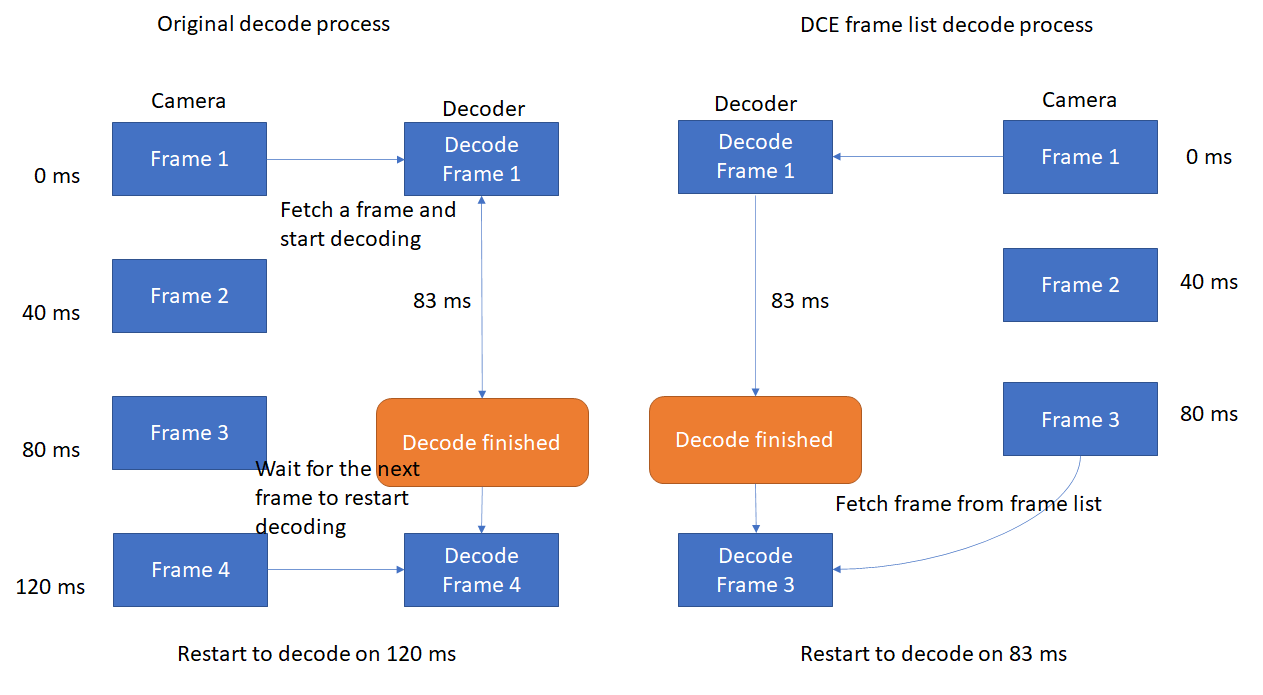 Original decode process
Camera
Decoder
0 ms
Frame 1
Decode
Frame 1
Fetch a frame and
start decoding
40 ms
Frame 2
83 ms
80 ms
Frame 3
Decode finished
Wait for the next
frame to restart
decoding
120 ms
Frame 4
Decode
Frame 4
Restart to decode on 120 ms
DCE frame list decode process
Decoder
Camera
Decode
Frame 1
Frame 1
0 ms
83 ms
Frame 2
40 ms
Decode finished
Frame 3
80 ms
Fetch frame from frame list
Decode
Frame 3
Restart to decode on 83 ms